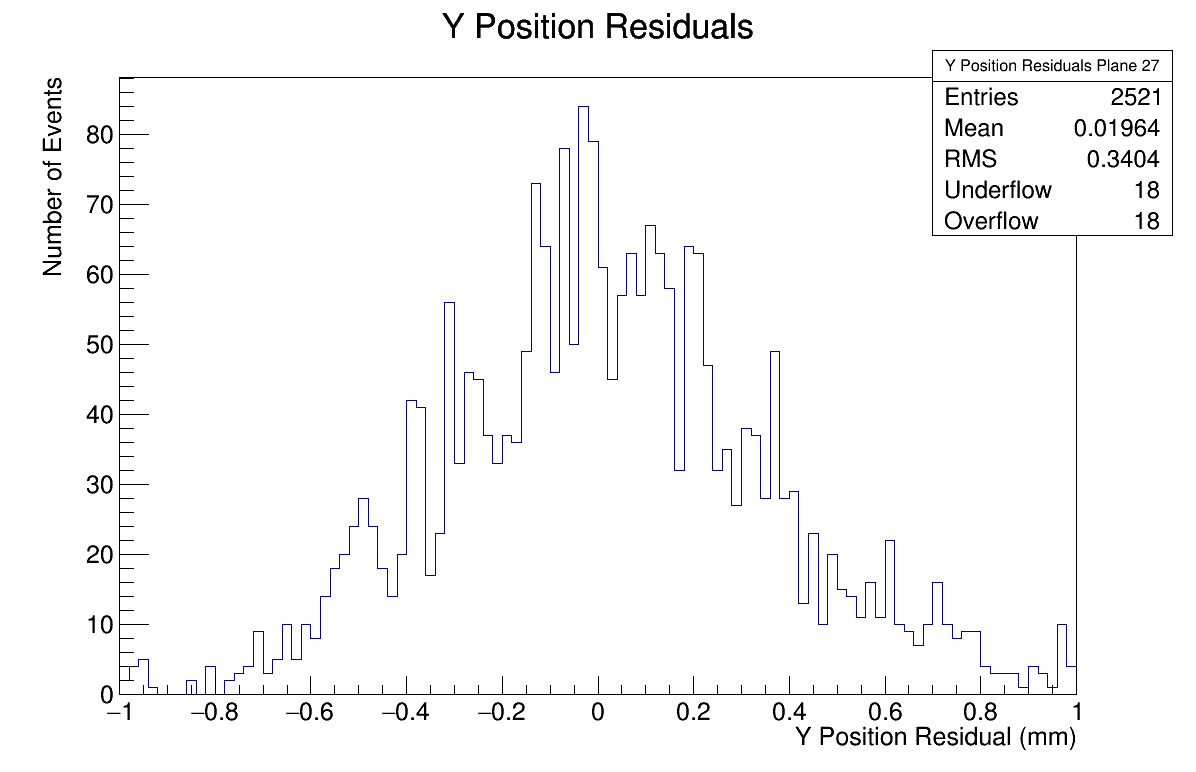 Y Position Residuals
Number of Events
Y Position Residuals Plane 27
Entries 2521
Mean 0.01964
RMS 0.3404
Underflow 18
Overflow 18
80
70
60
50
40
30
20
10
0
−1 −0.8 −0.6 −0.4 −0.2 0 0.2 0.4 0.6 0.8 1
Y Position Residual (mm)